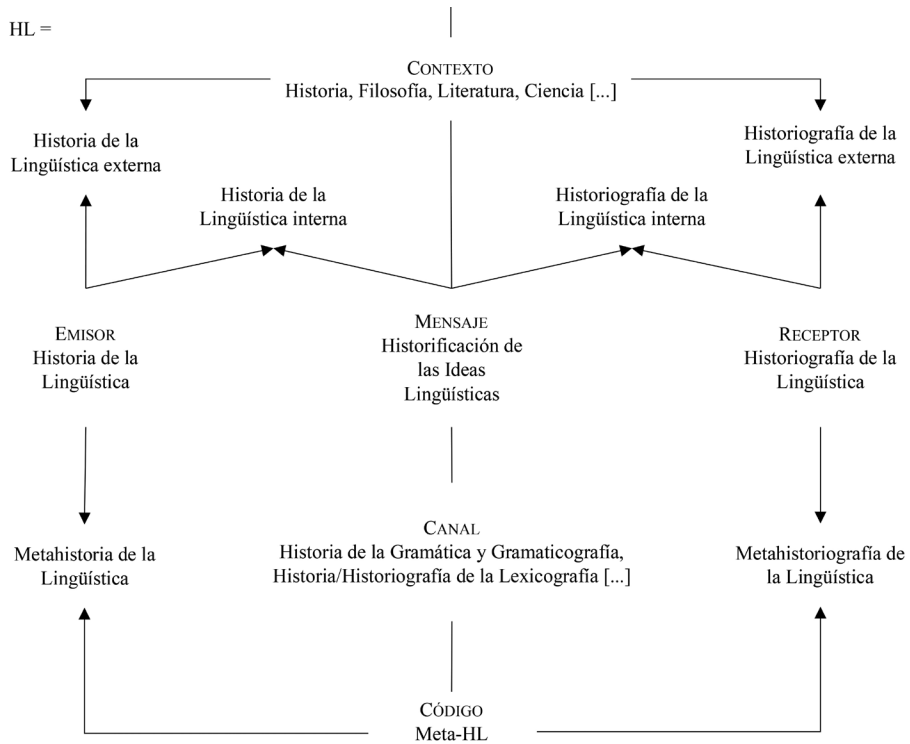 HL =
CONTEXTO
Historia, Filosofía, Literatura, Ciencia [...]
Historia de la
Lingüística externa
Historiografía de la
Lingüística externa
Historia de la
Lingüística interna
Historiografía de la
Lingüística interna
EMISOR
Historia de la
Lingüística
MENSAJE
Historificación de
las Ideas
Lingüísticas
RECEPTOR
Historiografía de la
Lingüística
CANAL
Historia de la Gramática y Gramaticografía,
Historia/Historiografía de la Lexicografía [...]
Metahistoria de la
Lingüística
Metahistoriografía de
la Lingüística
CÓDIGO
Meta-HL